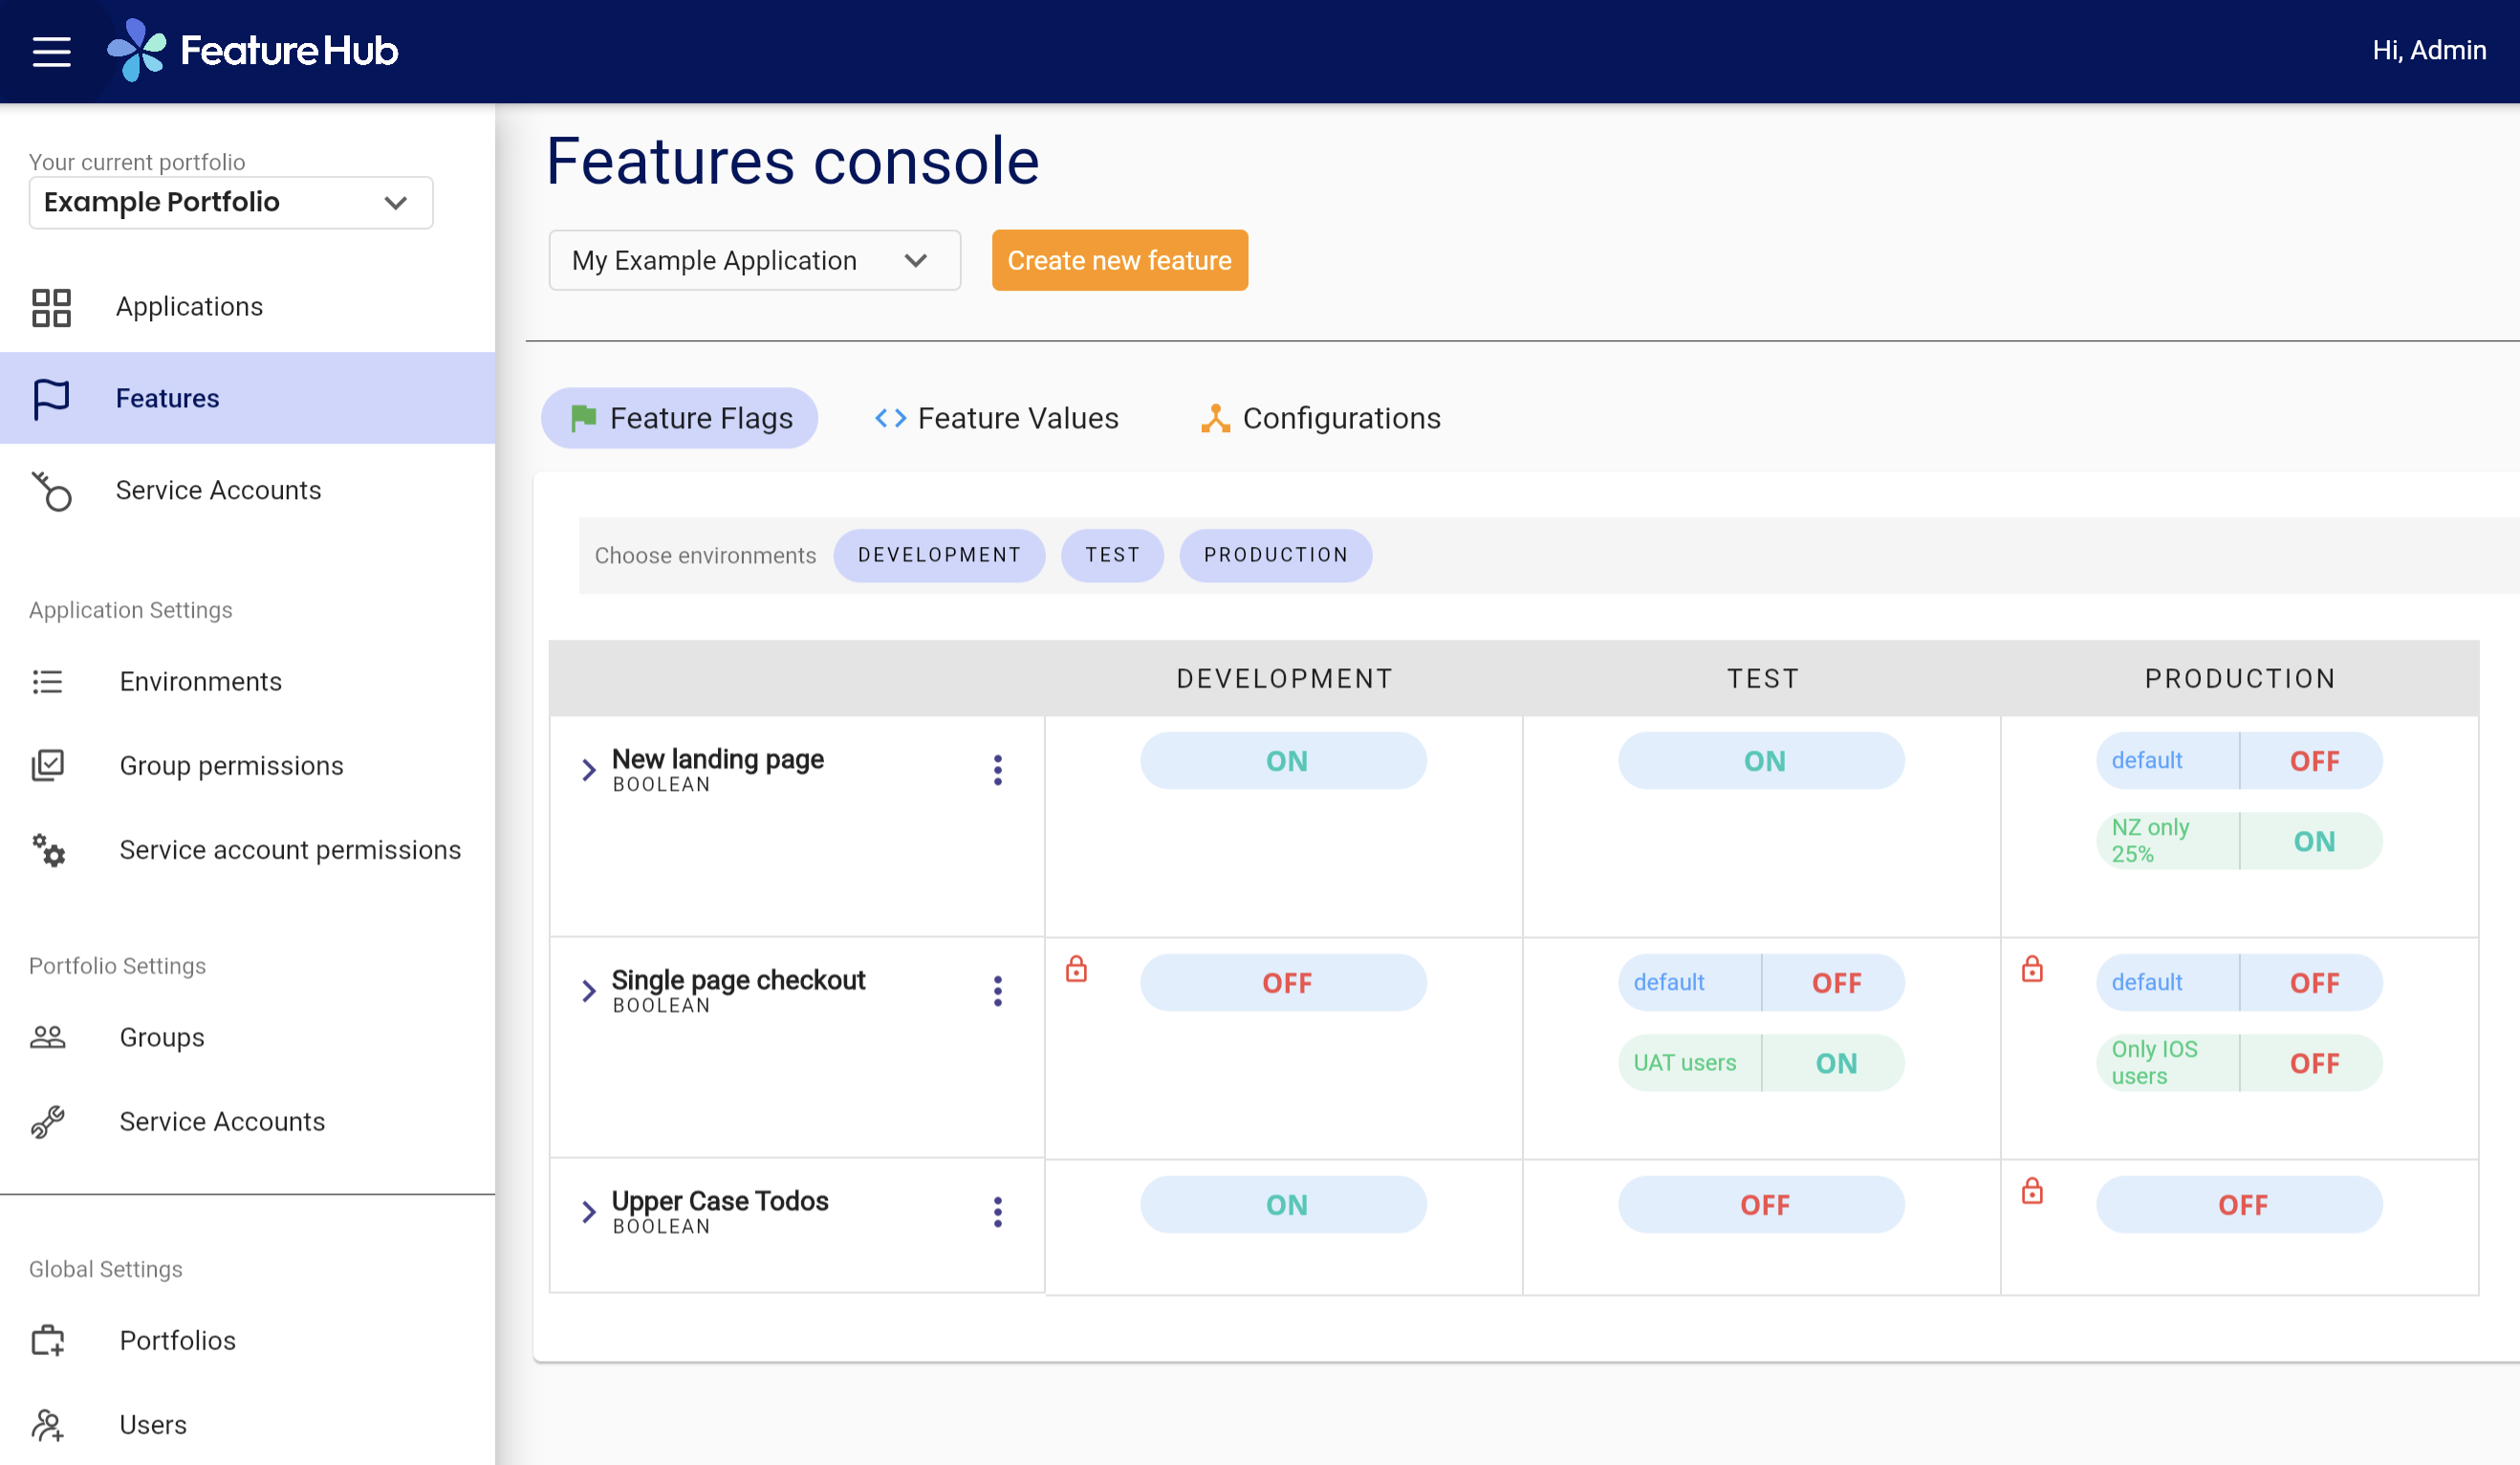 FeatureHub
Hi, Admin
Your current portfolio
Example Portfolio
Applications
Features
Service Accounts
Application Settings
Environments
Group permissions
Service account permissions
Portfolio Settings
Groups
Service Accounts
Global Settings
Portfolios
Users
Features console
My Example Application
Create new feature
Feature Flags
Feature Values
Configurations
Choose environments
DEVELOPMENT
TEST
PRODUCTION
DEVELOPMENT
TEST
PRODUCTION
New landing page
BOOLEAN
ON
ON
default
OFF
NZ only
25%
ON
Single page checkout
BOOLEAN
OFF
default
OFF
UAT users
ON
default
OFF
Only IOS
users
OFF
Upper Case Todos
BOOLEAN
ON
OFF
OFF